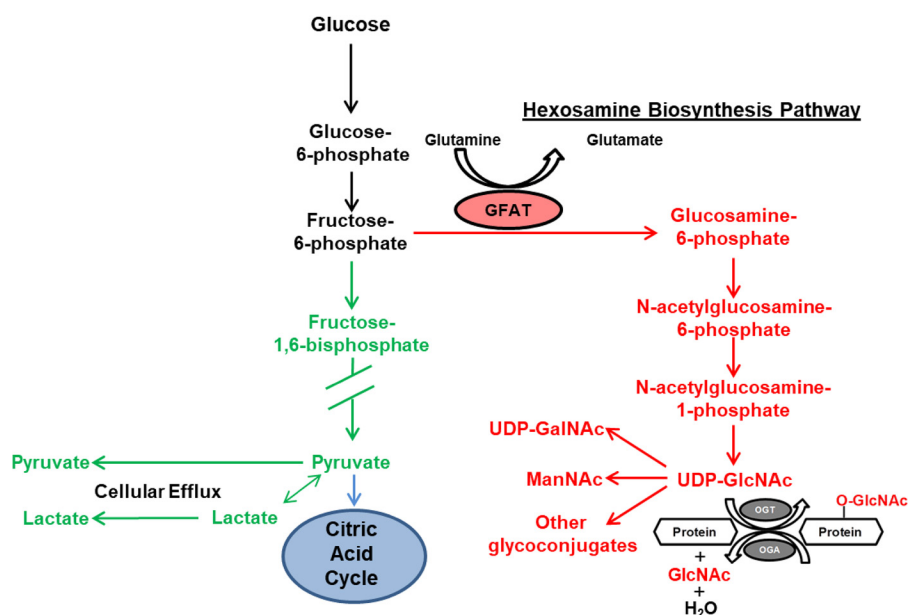 Glucose
Hexosamine Biosynthesis Pathway
Glucose-
6-phosphate
Glutamine
Glutamate
GFAT
Fructose-
6-phosphate
Glucosamine-
6-phosphate
Fructose-
1,6-bisphosphate
N-acetylglucosamine-
6-phosphate
N-acetylglucosamine-
1-phosphate
UDP-GalNAc
Pyruvate
Pyruvate
ManNAc
UDP-GlcNAc
Cellular Efflux
Lactate
Lactate
Other
glycoconjugates
Citric
Acid
Cycle
OGT
O-GlcNAc
Protein
Protein
OGA
+
GlcNAc
+
H₂O